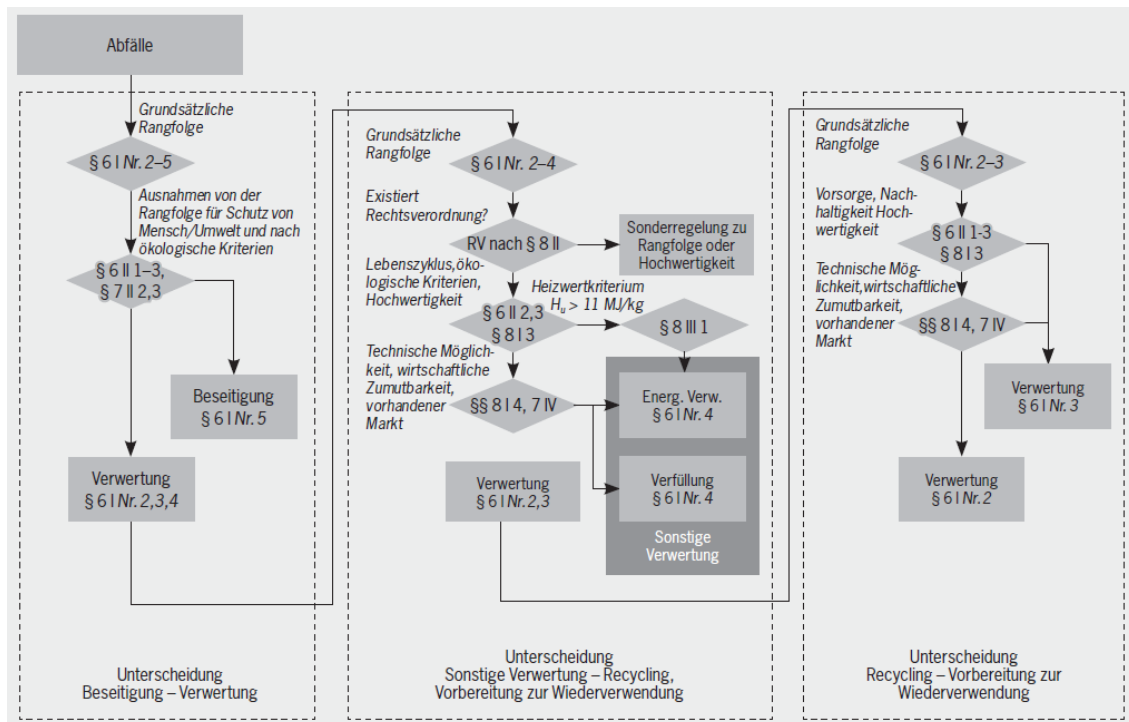 Abfälle
Grundsätzliche
Rangfolge
§ 6 I Nr. 2–5
Ausnahmen von der
Rangfolge für Schutz von
Mensch/Umwelt und nach
ökologische Kriterien
§ 6 II 1–3,
§ 7 II 2,3
Beseitigung
§ 6 I Nr. 5
Verwertung
§ 6 I Nr. 2,3,4
Unterscheidung
Beseitigung – Verwertung
Grundsätzliche
Rangfolge
§ 6 I Nr. 2–4
Existiert
Rechtsverordnung?
RV nach § 8 II
Sonderregelung zu
Rangfolge oder
Hochwertigkeit
Lebenszyklus, öko-
logische Kriterien,
Hochwertigkeit
Heizwertkriterium
Hu > 11 MJ/kg
§ 6 II 2,3
§ 8 I 3
§ 8 III 1
Technische Möglich-
keit, wirtschaftliche
Zumutbarkeit,
vorhandener
Markt
§§ 8 I 4, 7 IV
Energ. Verw.
§ 6 I Nr. 4
Verwertung
§ 6 I Nr. 2,3
Verfüllung
§ 6 I Nr. 4
Sonstige
Verwertung
Unterscheidung
Sonstige Verwertung – Recycling,
Vorbereitung zur Wiederverwendung
Grundsätzliche
Rangfolge
§ 6 I Nr. 2–3
Vorsorge, Nach-
haltigkeit Hoch-
wertigkeit
§ 6 II 1-3
§ 8 I 3
Technische Mög-
lichkeit, wirtschaftliche
Zumutbarkeit,
vorhandener
Markt
§§ 8 I 4, 7 IV
Verwertung
§ 6 I Nr. 3
Verwertung
§ 6 I Nr. 2
Unterscheidung
Recycling – Vorbereitung zur
Wiederverwendung